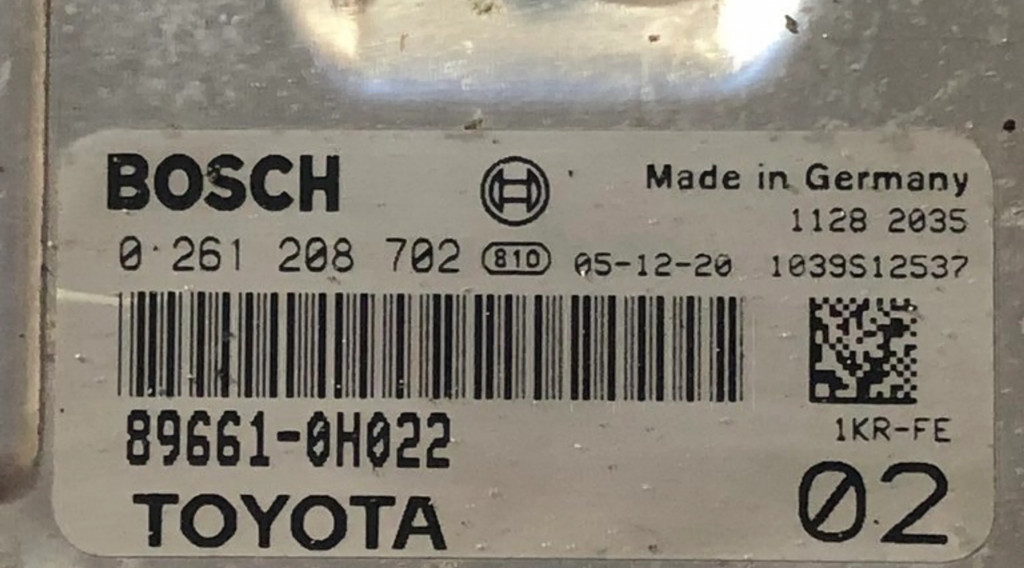 BOSCH
Made in Germany
1128 2035
0 261 208 702 810 05-12-20 1039S12537
89661-0H022
1KR-FE
TOYOTA
02